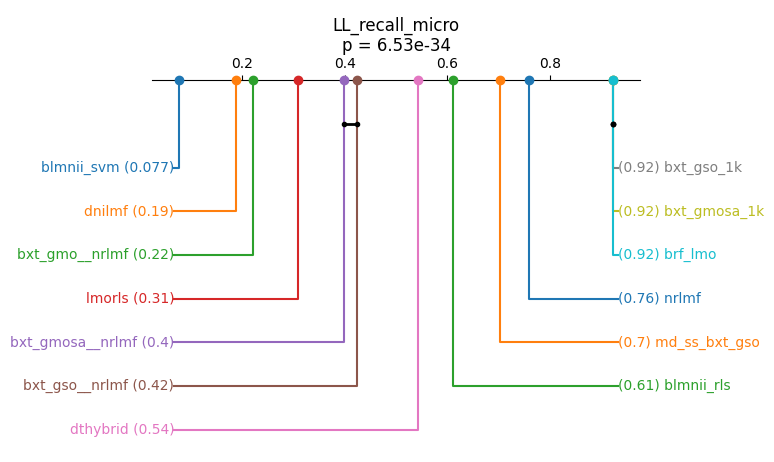 LL_recall_micro
p = 6.53e-34
0.2 0.4 0.6 0.8
blmnii_svm (0.077)
dnilmf (0.19)
bxt_gmo__nrlmf (0.22)
lmorls (0.31)
bxt_gmosa__nrlmf (0.4)
bxt_gso__nrlmf (0.42)
dthybrid (0.54)
(0.92) bxt_gso_1k
(0.92) bxt_gmosa_1k
(0.92) brf_lmo
(0.76) nrlmf
(0.7) md_ss_bxt_gso
(0.61) blmnii_rls